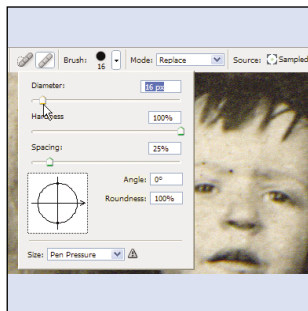 Brush: 16 Mode: Replace Source: Sampled
Diameter: 16 px
Hardness 100%
Spacing: 25%
Angle: 0º
Roundness: 100%
Size: Pen Pressure